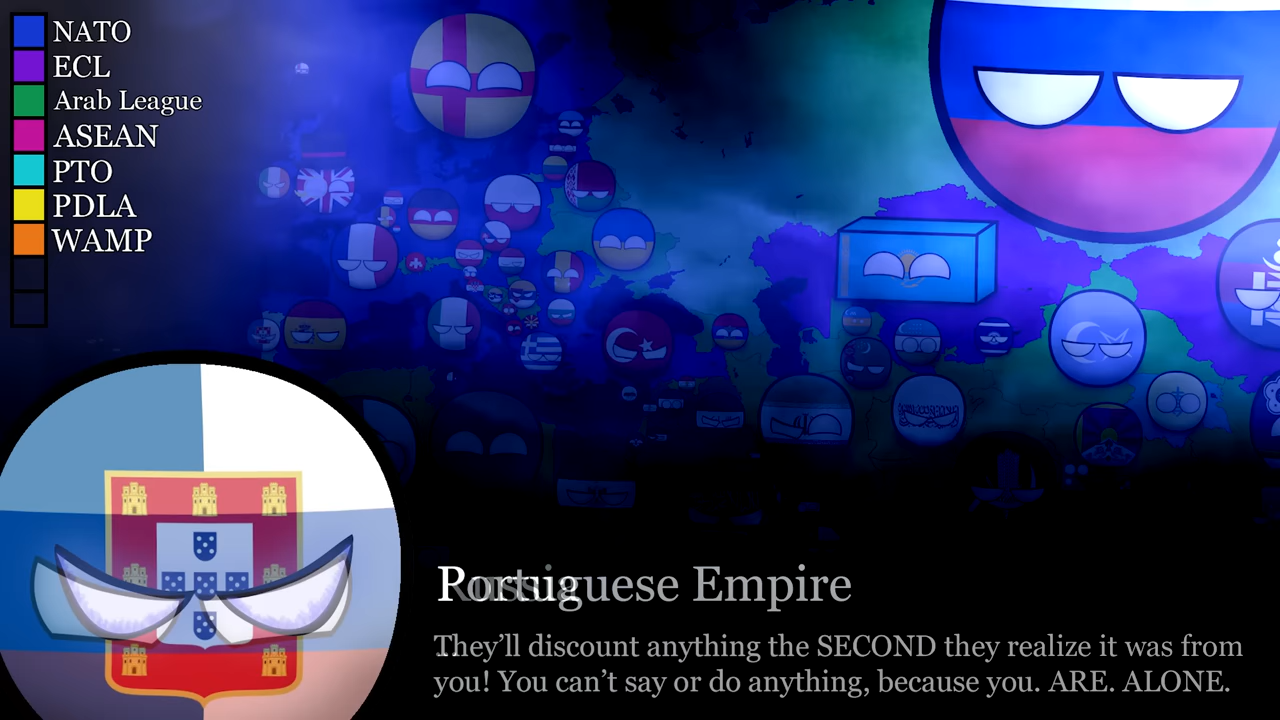 NATO
ECL
Arab League
ASEAN
PTO
PDLA
WAMP
Portuguese Empire
Russia
They’ll discount anything the SECOND they realize it was from
you! You can’t say or do anything, because you. ARE. ALONE.